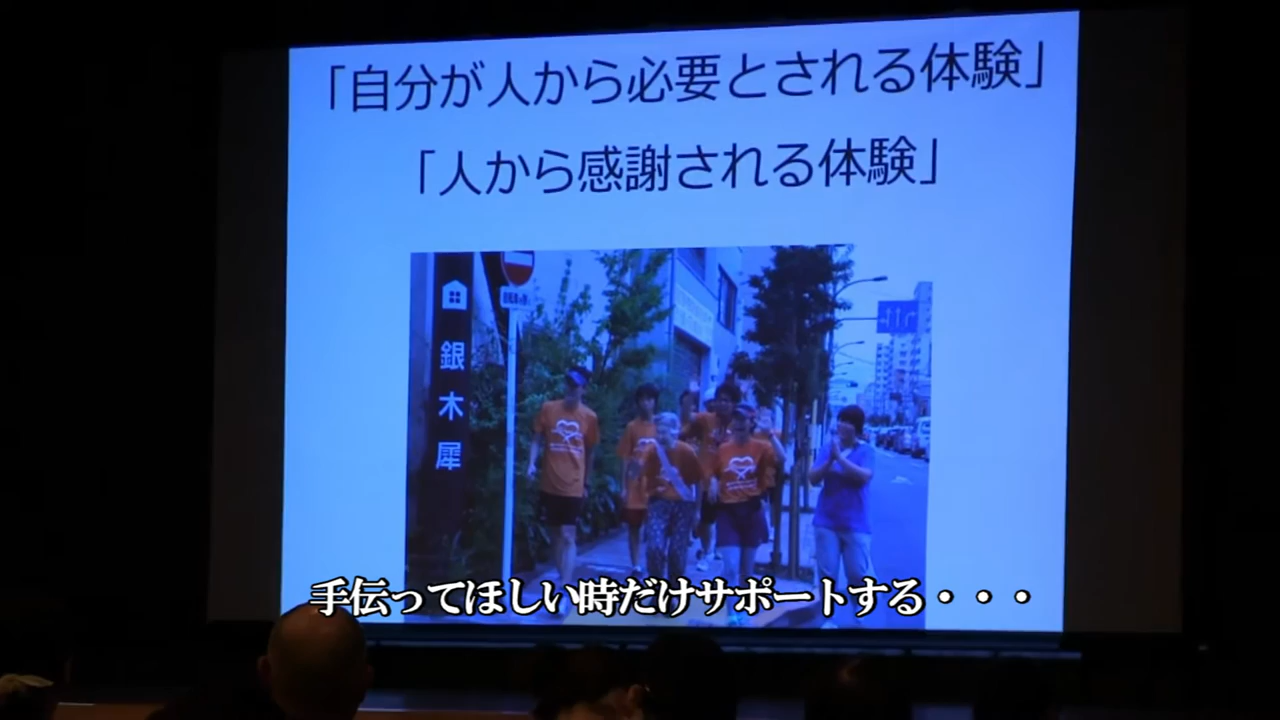 「自分が人から必要とされる体験」
「人から感謝される体験」
銀木犀
手伝ってほしい時だけサポートする・・・